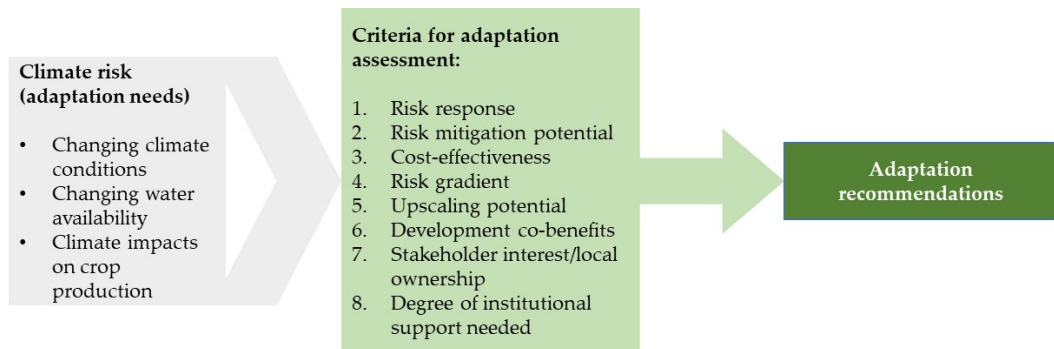 Climate risk
(adaptation needs)
• Changing climate
conditions
• Changing water
availability
• Climate impacts
on crop
production
Criteria for adaptation
assessment:
1. Risk response
2. Risk mitigation potential
3. Cost-effectiveness
4. Risk gradient
5. Upscaling potential
6. Development co-benefits
7. Stakeholder interest/local
ownership
8. Degree of institutional
support needed
Adaptation
recommendations